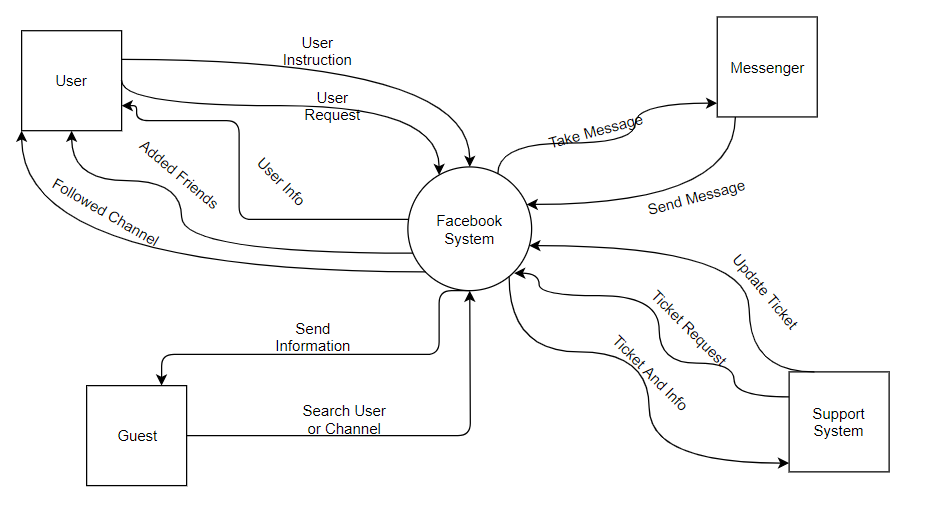 User
Instruction
User
Messenger
User
Request
Take Message
Added Friends
User Info
Followed Channel
Send Message
Facebook
System
Update Ticket
Ticket Request
Send
Information
Ticket And Info
Search User
or Channel
Guest
Support
System